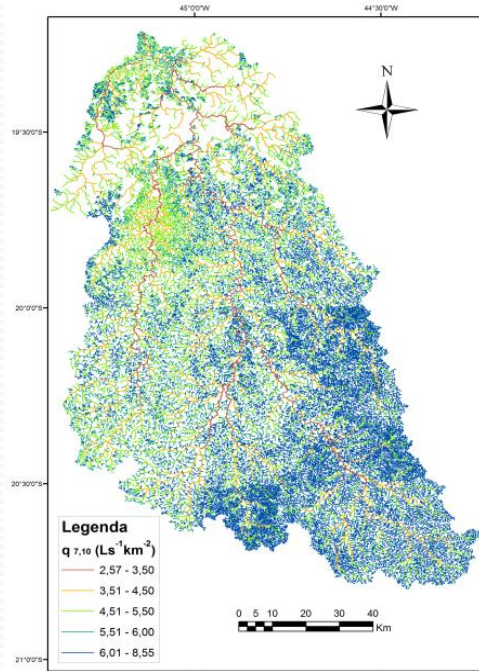 45°0'0"O 44°30'0"O
N
19°30'0"S
20°0'0"S
20°30'0"S
21°0'0"S
Legenda
q 7,10 (Ls⁻¹km⁻²)
2,57 - 3,50
3,51 - 4,50
4,51 - 5,50
5,51 - 6,00
6,01 - 8,55
0 5 10 20 30 40
Km